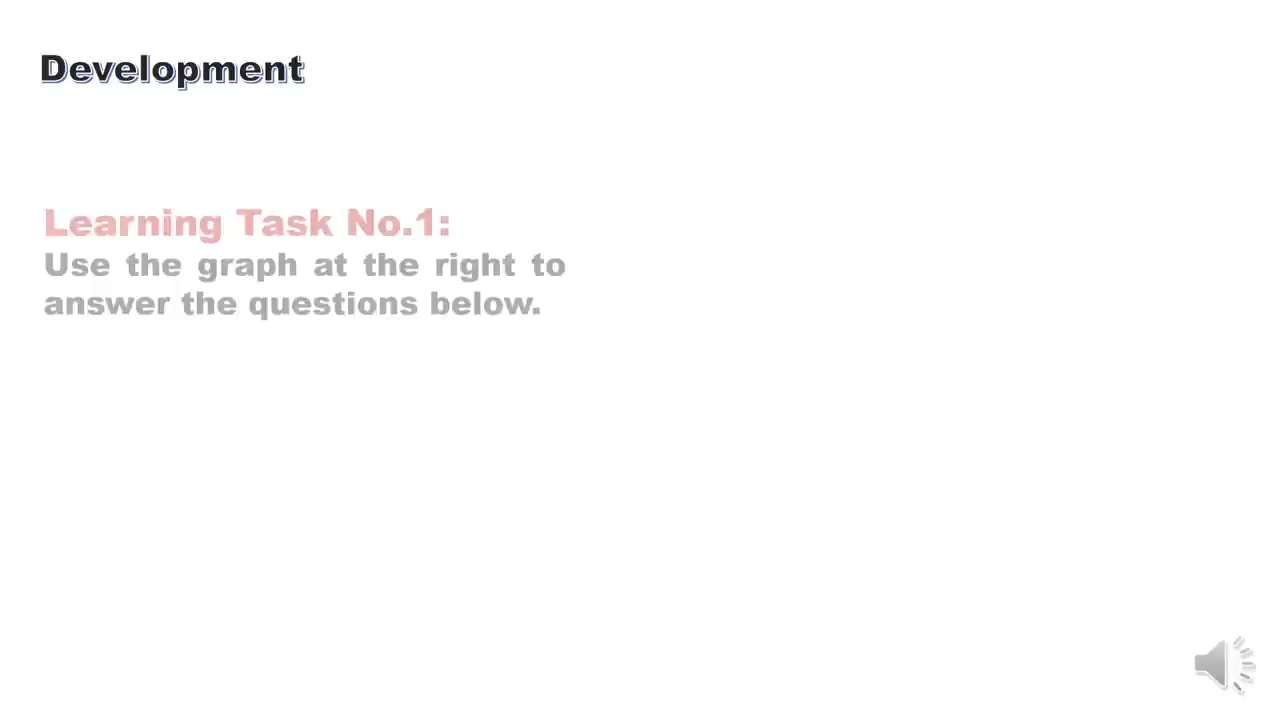 Development
Learning Task No.1:
Use the graph at the right to
answer the questions below.